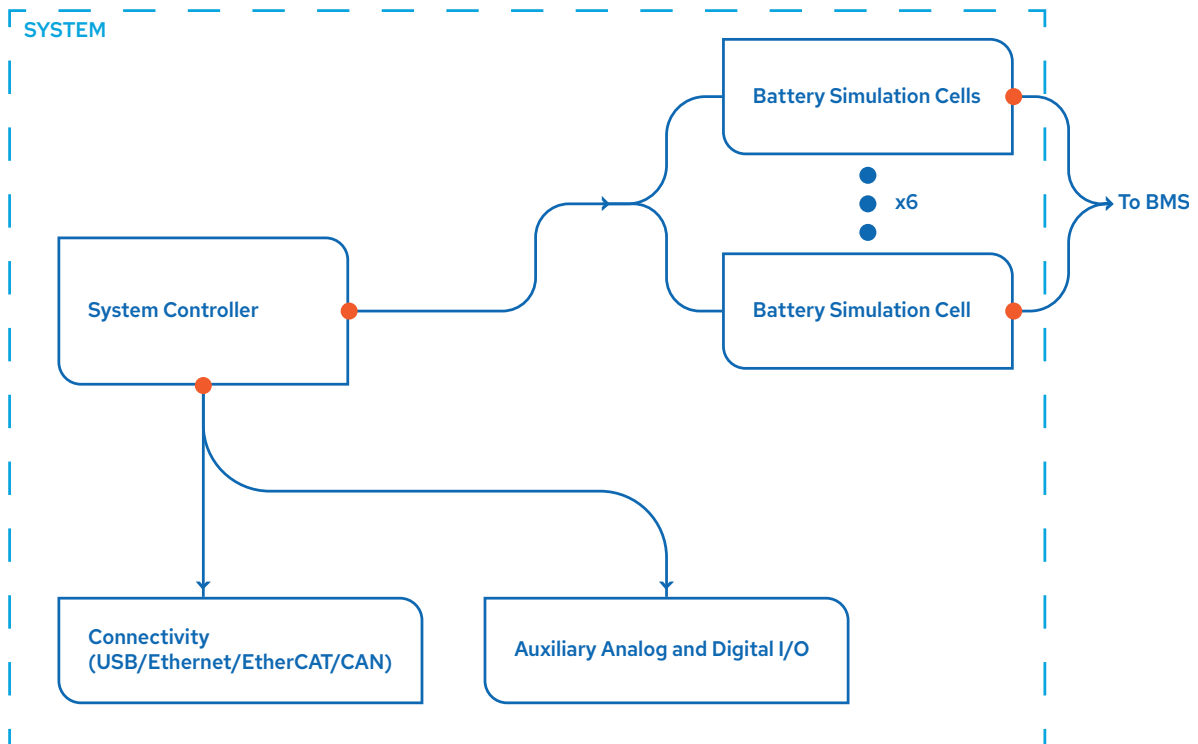 SYSTEM
Battery Simulation Cells
x6
To BMS
Battery Simulation Cell
System Controller
Connectivity
(USB/Ethernet/EtherCAT/CAN)
Auxiliary Analog and Digital I/O